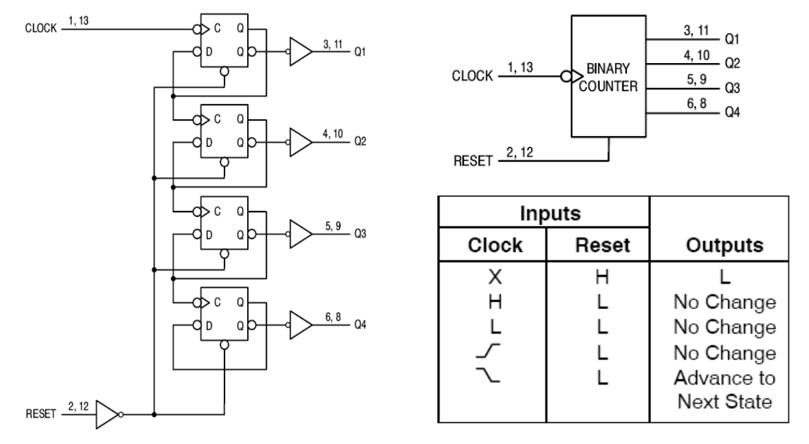 CLOCK 1, 13
C Q
D Q
3, 11 Q1
C Q
D Q
4, 10 Q2
C Q
D Q
5, 9 Q3
C Q
D Q
6, 8 Q4
RESET 2, 12
CLOCK 1, 13
BINARY
COUNTER
3, 11 Q1
4, 10 Q2
5, 9 Q3
6, 8 Q4
RESET 2, 12
Inputs
Clock Reset Outputs
X H L
H L No Change
L L No Change
L No Change
L Advance to
Next State